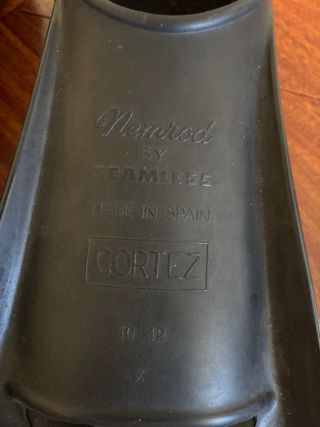 Nemrod
BY
SEAMLESS
MADE IN SPAIN
CORTEZ
10 12
X